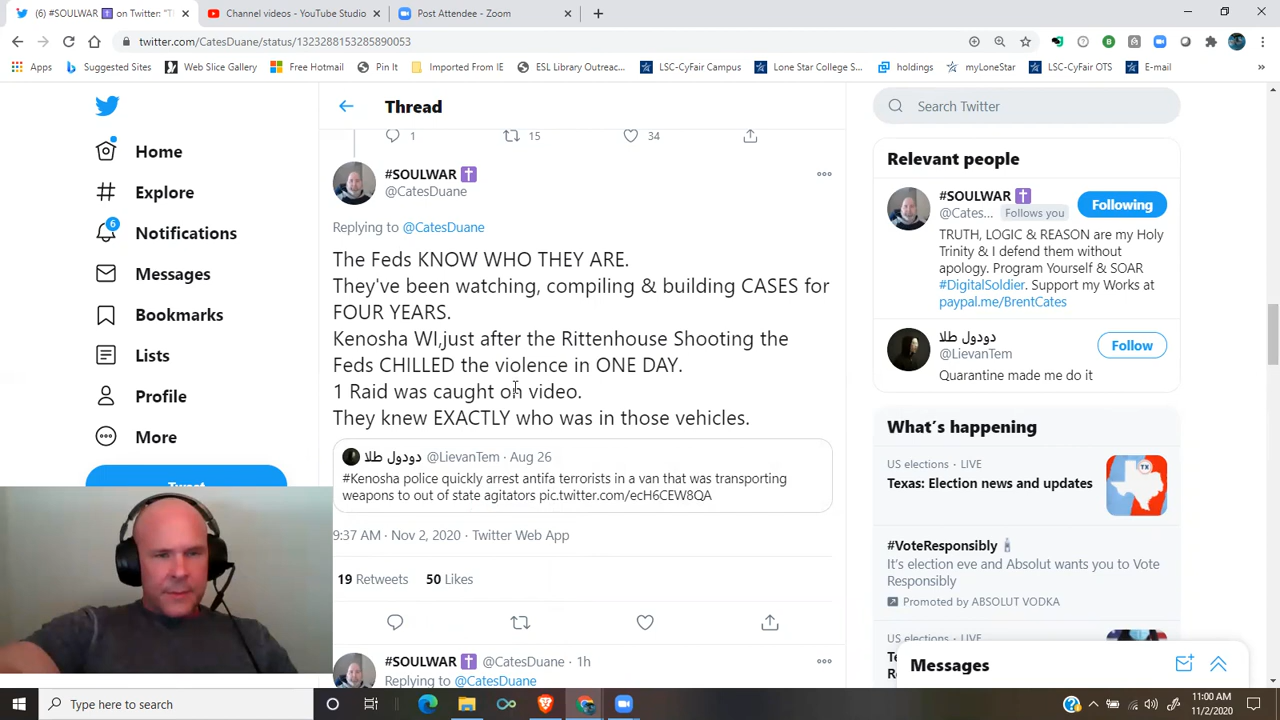 (6) #SOULWAR ✝ on Twitter: "T
Channel videos - YouTube Studio
Post Attendee - Zoom
twitter.com/CatesDuane/status/1323288153285890053
Apps
Suggested Sites
Web Slice Gallery
Free Hotmail
Pin It
Imported From IE
ESL Library Outreac...
LSC-CyFair Campus
Lone Star College S...
holdings
myLoneStar
LSC-CyFair OTS
E-mail
Home
Explore
6
Notifications
Messages
Bookmarks
Lists
Profile
More
Tweet
Thread
1 15 34
#SOULWAR ✝
@CatesDuane
Replying to @CatesDuane
The Feds KNOW WHO THEY ARE.
They've been watching, compiling & building CASES for
FOUR YEARS.
Kenosha WI,just after the Rittenhouse Shooting the
Feds CHILLED the violence in ONE DAY.
1 Raid was caught on video.
They knew EXACTLY who was in those vehicles.
دودول طلا @LievanTem · Aug 26
#Kenosha police quickly arrest antifa terrorists in a van that was transporting
weapons to out of state agitators pic.twitter.com/ecH6CEW8QA
9:37 AM · Nov 2, 2020 · Twitter Web App
19 Retweets 50 Likes
#SOULWAR ✝ @CatesDuane · 1h
Replying to @CatesDuane
Search Twitter
Relevant people
#SOULWAR ✝
@Cates... Follows you
Following
TRUTH, LOGIC & REASON are my Holy
Trinity & I defend them without
apology. Program Yourself & SOAR
#DigitalSoldier. Support my Works at
paypal.me/BrentCates
دودول طلا
@LievanTem
Follow
Quarantine made me do it
What's happening
US elections · LIVE
Texas: Election news and updates
TX
#VoteResponsibly
It's election eve and Absolut wants you to Vote
Responsibly
Promoted by ABSOLUT VODKA
US elections · LIVE
Messages
Type here to search
11:00 AM
11/2/2020